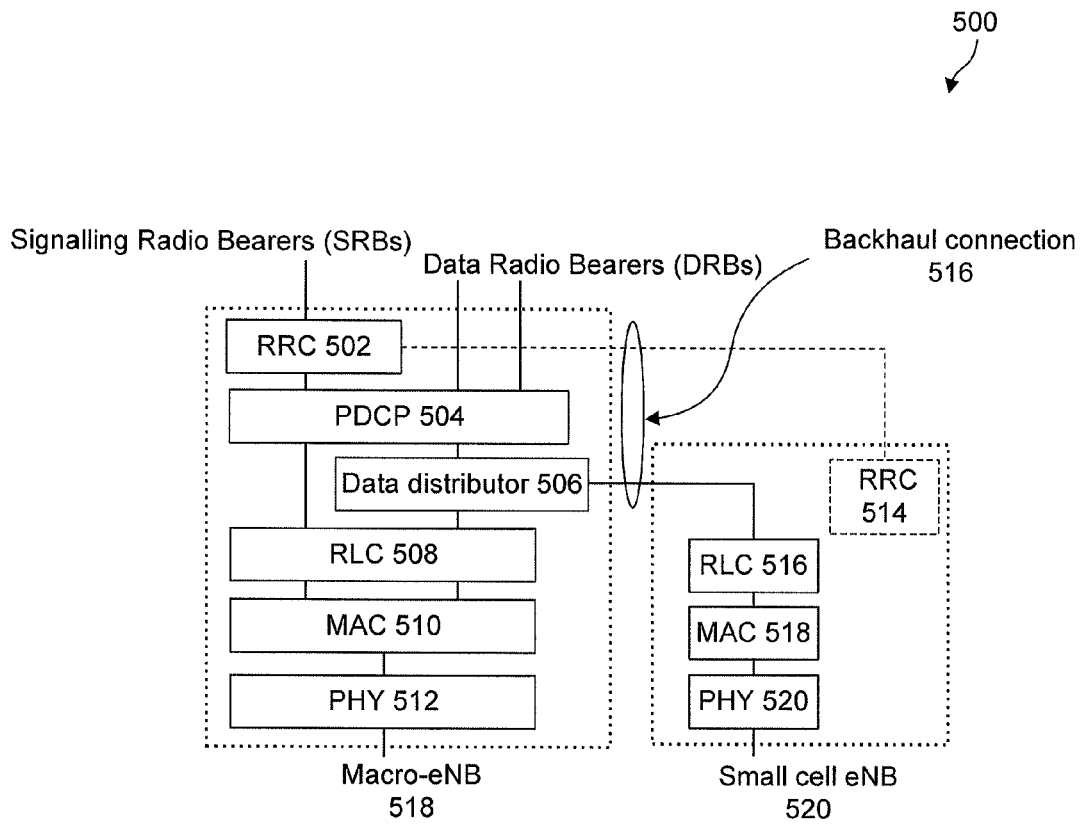 500
Signalling Radio Bearers (SRBs)
Data Radio Bearers (DRBs)
Backhaul connection
516
RRC 502
PDCP 504
Data distributor 506
RRC
514
RLC 508
RLC 516
MAC 510
MAC 518
PHY 512
PHY 520
Macro-eNB
518
Small cell eNB
520